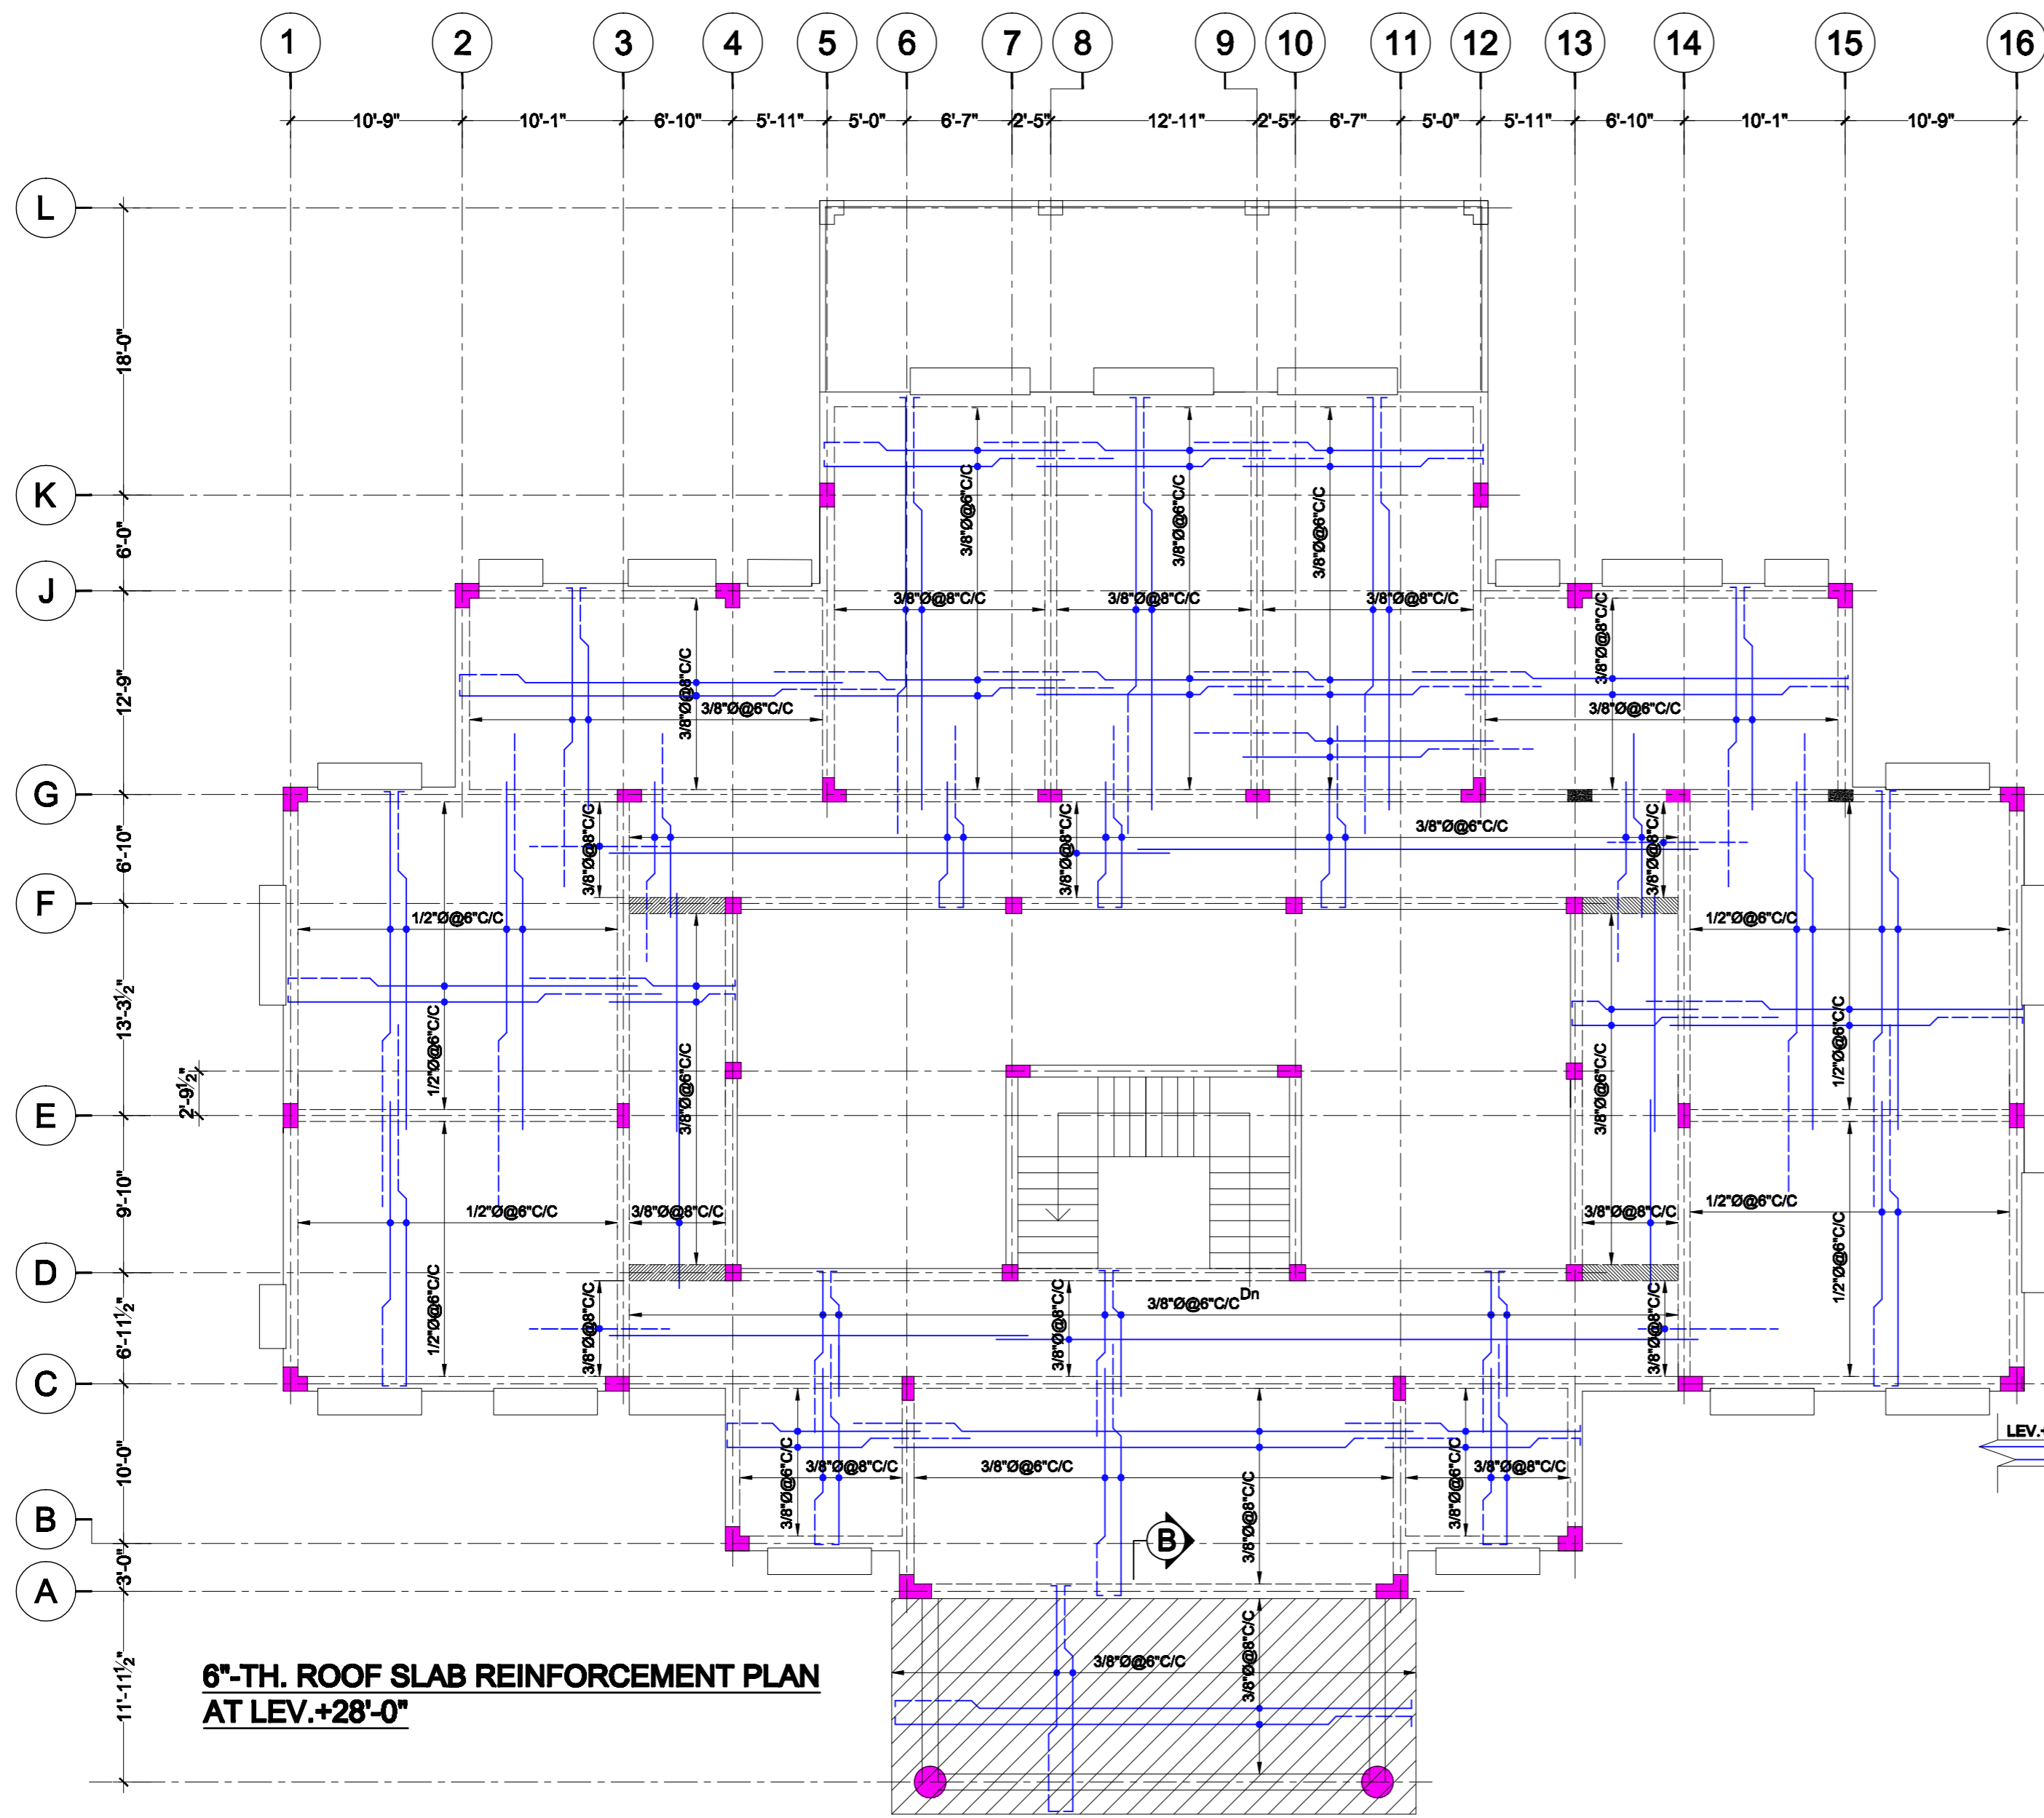 1 2 3 4 5 6 7 8 9 10 11 12 13 14 15 16
10'-9" 10'-1" 6'-10" 5'-11" 5'-0" 6'-7" 2'-5" 12'-11" 2'-5" 6'-7" 5'-0" 5'-11" 6'-10" 10'-1" 10'-9"
L
18'-0"
K
3/8"Ø@6"C/C 3/8"Ø@6"C/C 3/8"Ø@6"C/C
6'-0"
J
3/8"Ø@8"C/C 3/8"Ø@8"C/C 3/8"Ø@8"C/C
3/8"Ø@8"C/C 3/8"Ø@8"C/C
12'-9"
3/8"Ø@6"C/C 3/8"Ø@6"C/C
G
6'-10"
3/8"Ø@8"C/C 3/8"Ø@8"C/C 3/8"Ø@6"C/C 3/8"Ø@8"C/C
F
1/2"Ø@6"C/C 1/2"Ø@6"C/C
13'-3½"
1/2"Ø@6"C/C 3/8"Ø@6"C/C 3/8"Ø@6"C/C 1/2"Ø@6"C/C
2'-9½"
E
9'-10"
1/2"Ø@6"C/C 3/8"Ø@8"C/C 3/8"Ø@8"C/C 1/2"Ø@6"C/C
D
Dn
1/2"Ø@6"C/C 3/8"Ø@8"C/C 3/8"Ø@8"C/C 3/8"Ø@6"C/C 3/8"Ø@8"C/C 1/2"Ø@6"C/C
6'-11½"
C
LEV.+
10'-0"
3/8"Ø@6"C/C 3/8"Ø@8"C/C 3/8"Ø@6"C/C 3/8"Ø@8"C/C 3/8"Ø@6"C/C 3/8"Ø@8"C/C
B
B
3'-0"
A
11'-11½"
3/8"Ø@6"C/C 3/8"Ø@8"C/C
6"-TH. ROOF SLAB REINFORCEMENT PLAN
AT LEV.+28'-0"